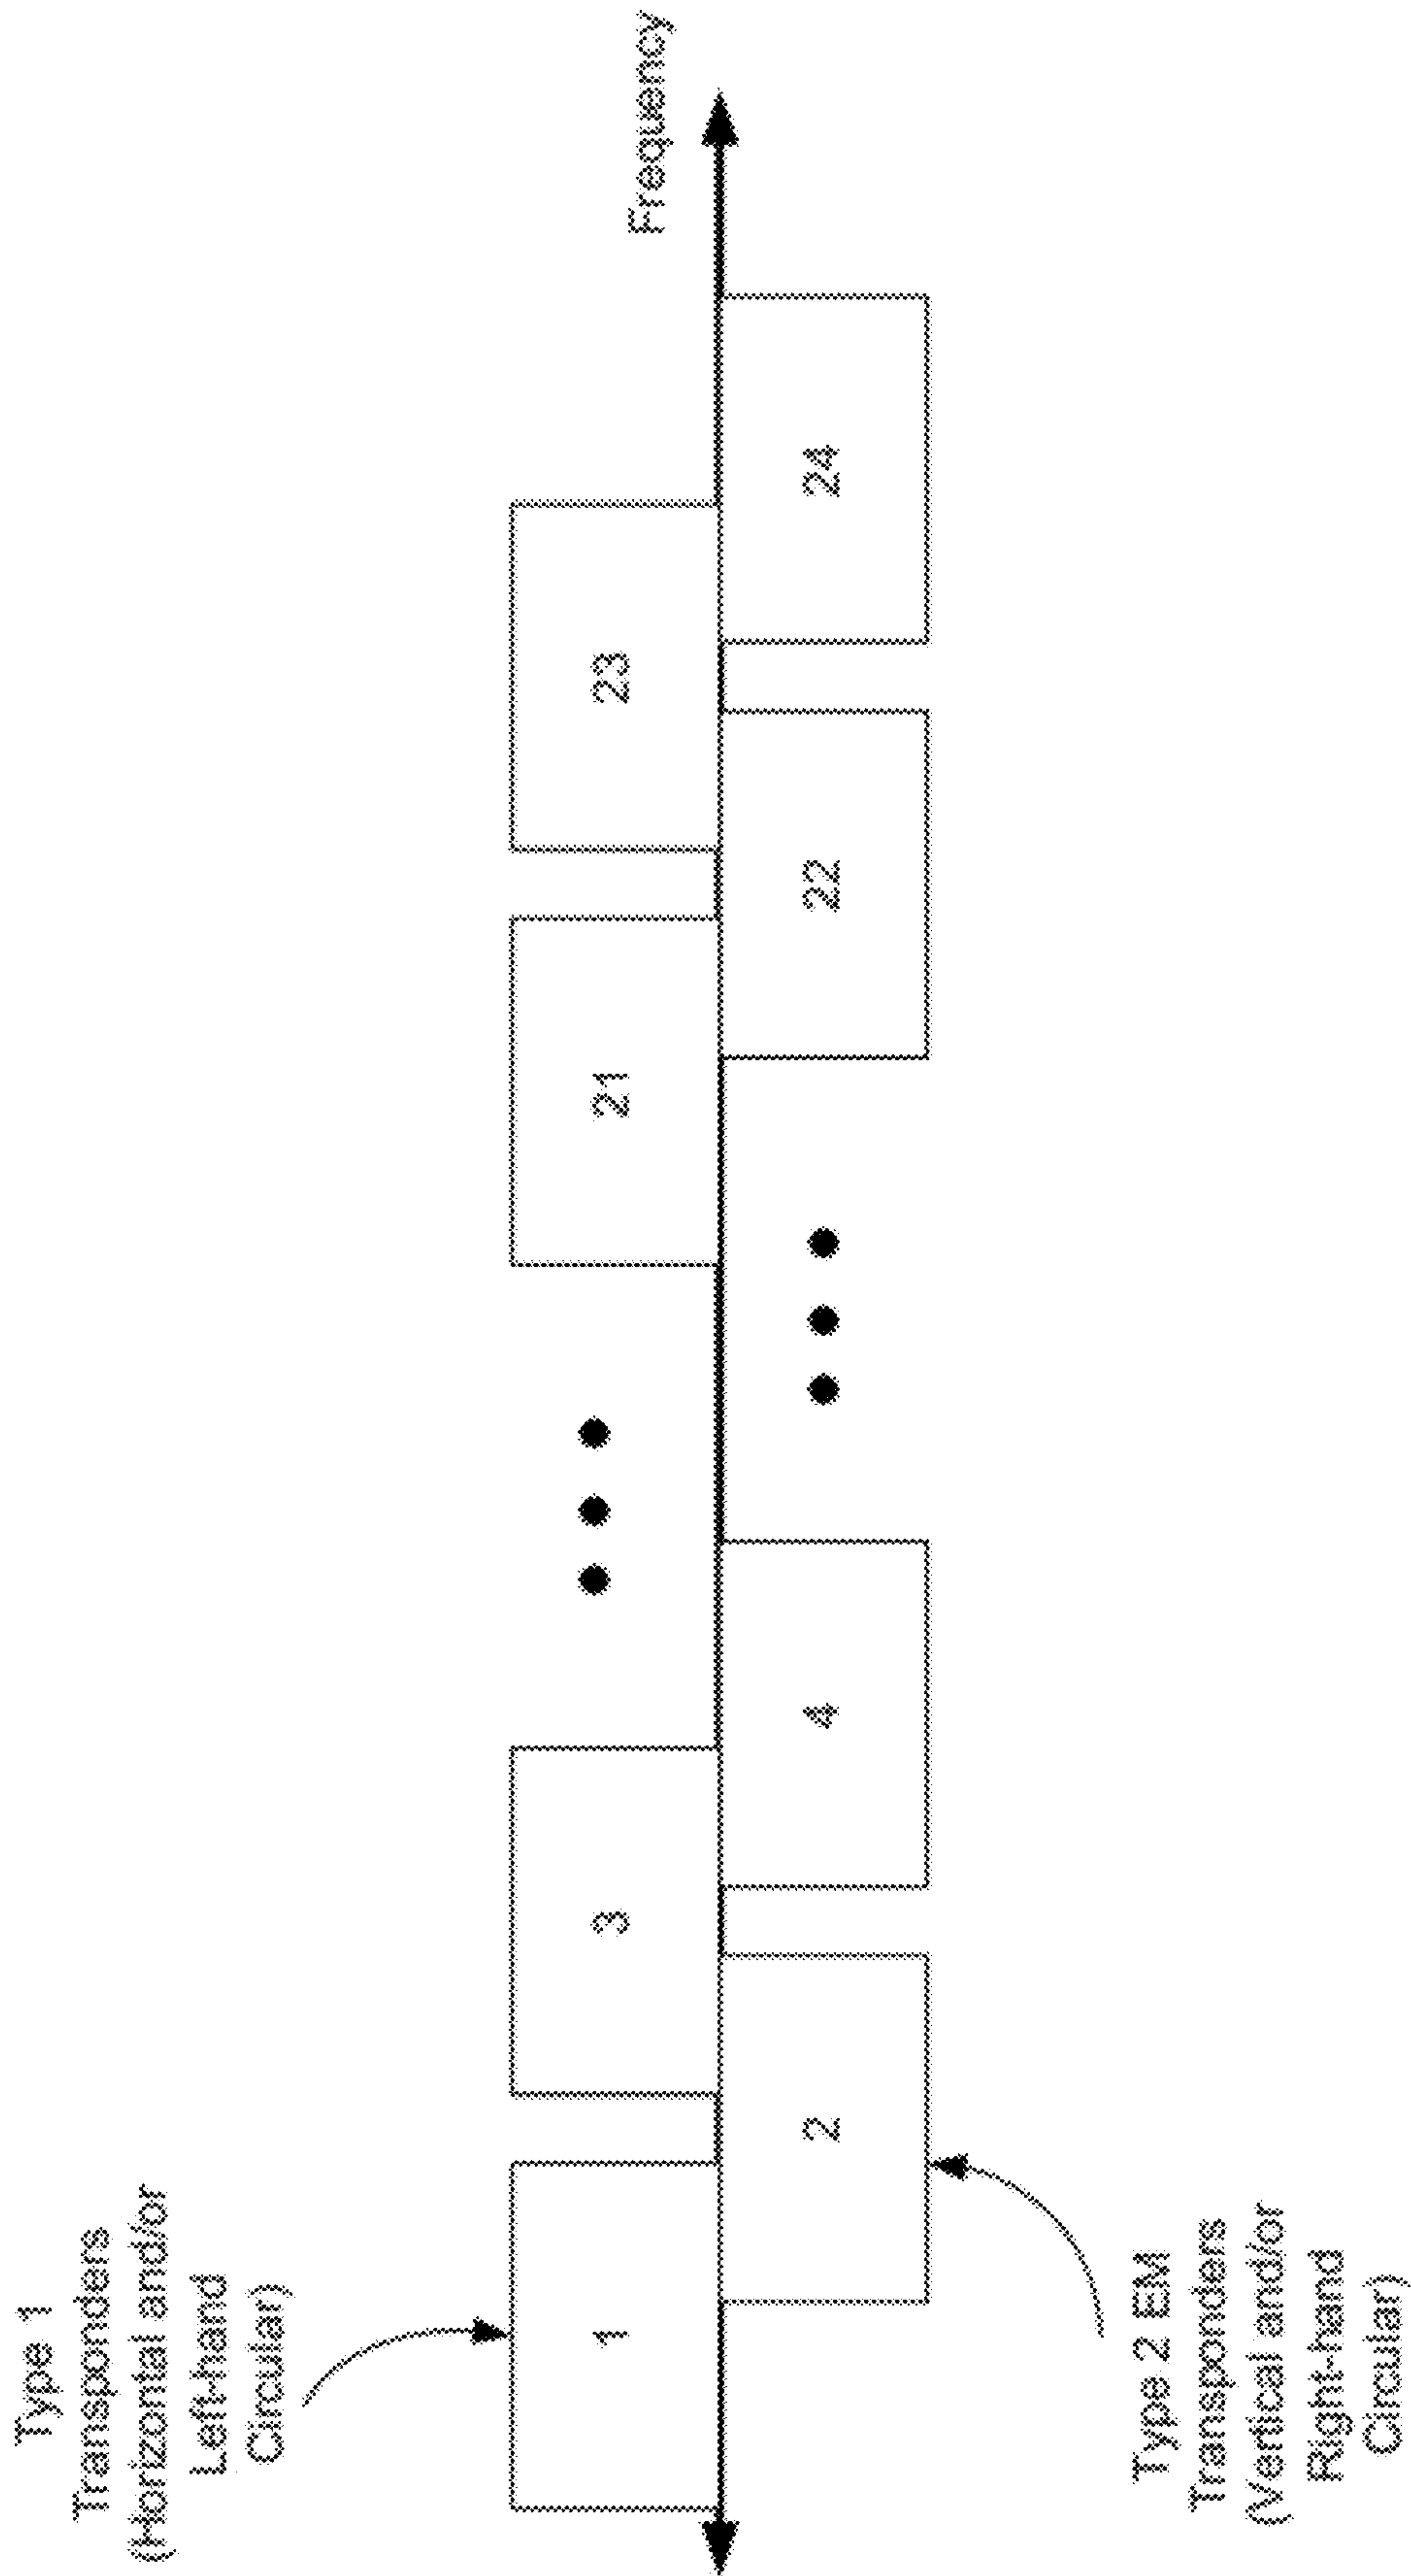 Type 1
Transponders
(Horizontal and/or
Left-hand
Circular)
Frequency
1
3
21
23
2
4
22
24
Type 2 EM
Transponders
(Vertical and/or
Right-hand
Circular)